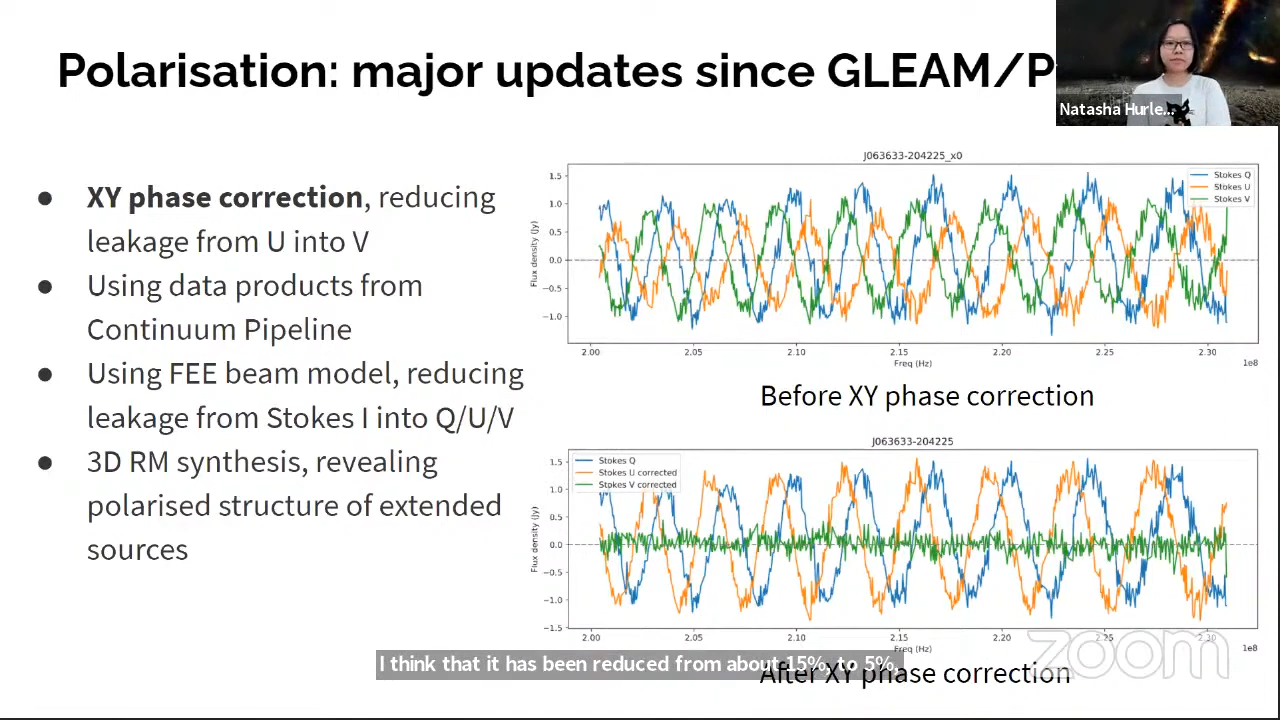 Polarisation: major updates since GLEAM/P
Natasha Hurle...
● XY phase correction, reducing
leakage from U into V
● Using data products from
Continuum Pipeline
● Using FEE beam model, reducing
leakage from Stokes I into Q/U/V
● 3D RM synthesis, revealing
polarised structure of extended
sources
J063633-204225_x0
Stokes Q
Stokes U
Stokes V
Flux density (Jy)
1.5
1.0
0.5
0.0
−0.5
−1.0
2.00 2.05 2.10 2.15 2.20 2.25 2.30
Freq (Hz)
1e8
Before XY phase correction
J063633-204225
Stokes Q
Stokes U corrected
Stokes V corrected
Flux density (Jy)
1.5
1.0
0.5
0.0
−0.5
−1.0
−1.5
2.00 2.05 2.10 2.15 2.20 2.25 2.30
Freq (Hz)
1e8
After XY phase correction
I think that it has been reduced from about 15%, to 5%,
zoom